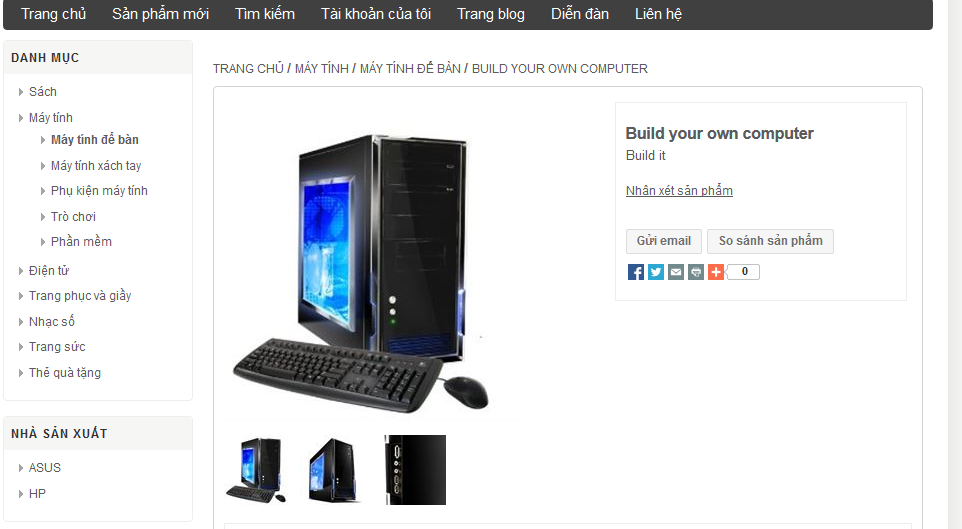 Trang chủ Sản phẩm mới Tìm kiếm Tài khoản của tôi Trang blog Diễn đàn Liên hệ
DANH MỤC
Sách
Máy tính
Máy tính để bàn
Máy tính xách tay
Phụ kiện máy tính
Trò chơi
Phần mềm
Điện tử
Trang phục và giầy
Nhạc số
Trang sức
Thẻ quà tặng
NHÀ SẢN XUẤT
ASUS
HP
TRANG CHỦ / MÁY TÍNH / MÁY TÍNH ĐỂ BÀN / BUILD YOUR OWN COMPUTER
Build your own computer
Build it
Nhận xét sản phẩm
Gửi email So sánh sản phẩm
0